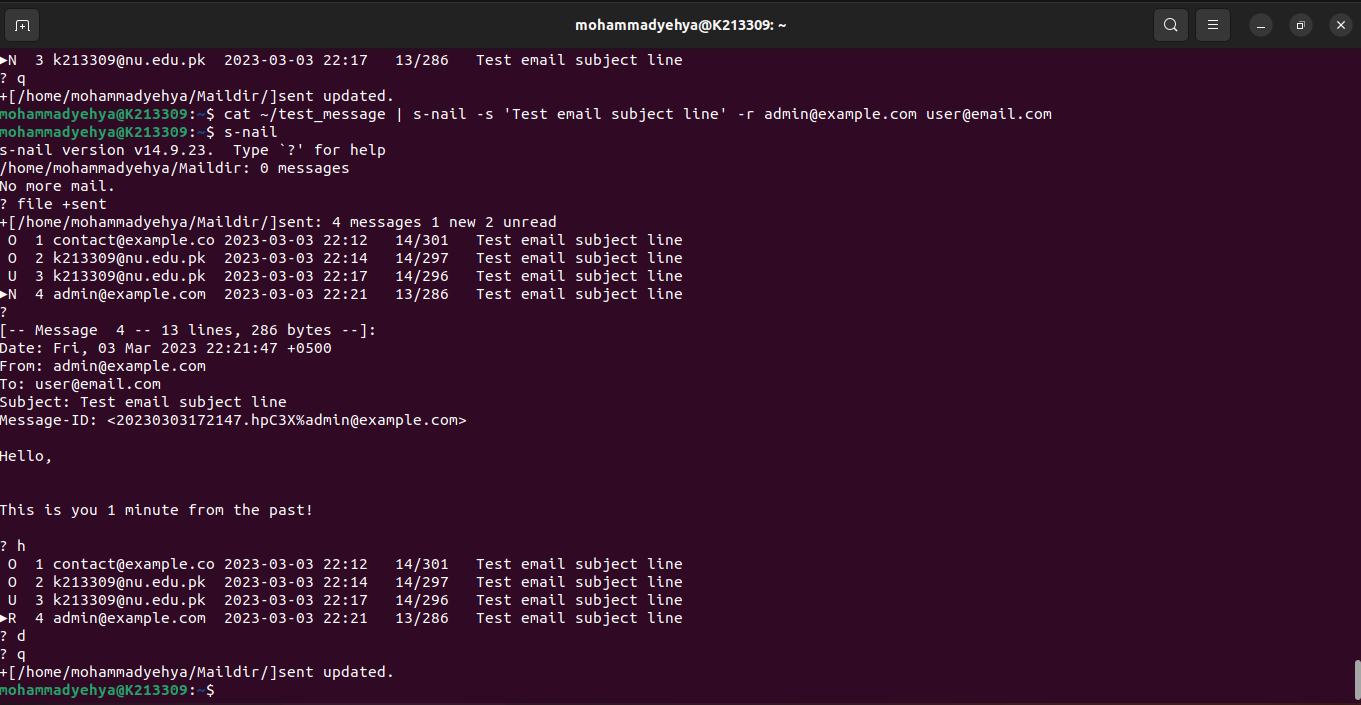 mohammadyehya@K213309: ~
▶N  3 k213309@nu.edu.pk  2023-03-03 22:17   13/286   Test email subject line
? q
+[/home/mohammadyehya/Maildir/]sent updated.
mohammadyehya@K213309:~$ cat ~/test_message | s-nail -s 'Test email subject line' -r admin@example.com user@email.com
mohammadyehya@K213309:~$ s-nail
s-nail version v14.9.23.  Type `?' for help
/home/mohammadyehya/Maildir: 0 messages
No more mail.
? file +sent
+[/home/mohammadyehya/Maildir/]sent: 4 messages 1 new 2 unread
 O  1 contact@example.co 2023-03-03 22:12   14/301   Test email subject line
 O  2 k213309@nu.edu.pk  2023-03-03 22:14   14/297   Test email subject line
 U  3 k213309@nu.edu.pk  2023-03-03 22:17   14/296   Test email subject line
▶N  4 admin@example.com  2023-03-03 22:21   13/286   Test email subject line
?
[-- Message  4 -- 13 lines, 286 bytes --]:
Date: Fri, 03 Mar 2023 22:21:47 +0500
From: admin@example.com
To: user@email.com
Subject: Test email subject line
Message-ID: <20230303172147.hpC3X%admin@example.com>
Hello,
This is you 1 minute from the past!
? h
 O  1 contact@example.co 2023-03-03 22:12   14/301   Test email subject line
 O  2 k213309@nu.edu.pk  2023-03-03 22:14   14/297   Test email subject line
 U  3 k213309@nu.edu.pk  2023-03-03 22:17   14/296   Test email subject line
▶R  4 admin@example.com  2023-03-03 22:21   13/286   Test email subject line
? d
? q
+[/home/mohammadyehya/Maildir/]sent updated.
mohammadyehya@K213309:~$